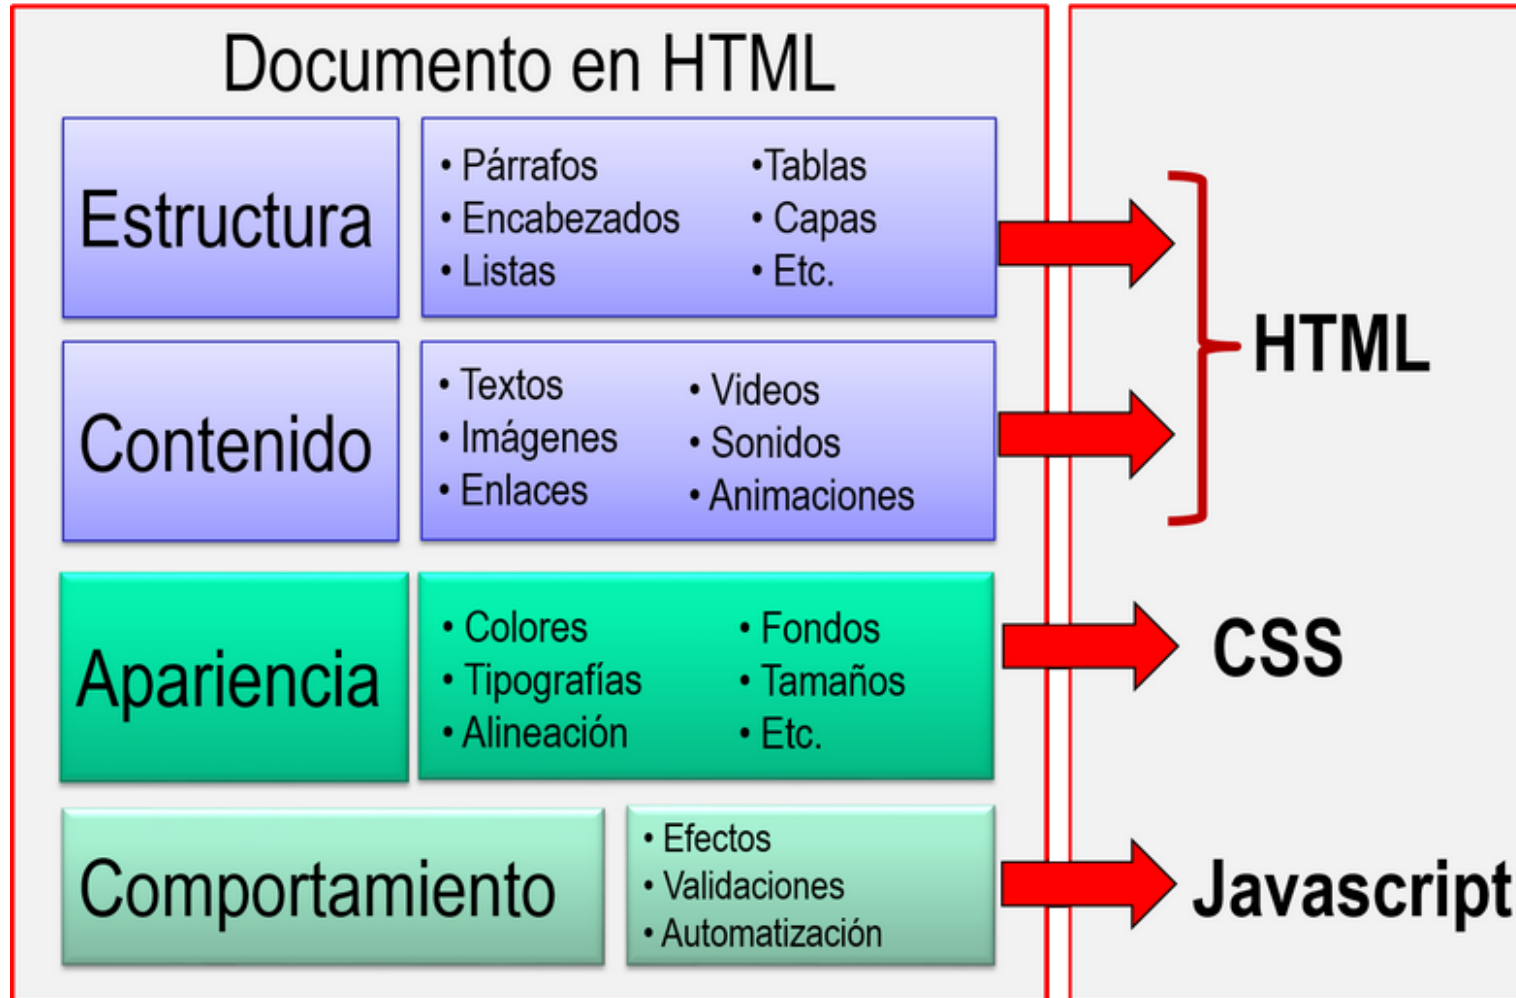 Documento en HTML
Estructura
• Párrafos
• Encabezados
• Listas
•Tablas
• Capas
• Etc.
Contenido
• Textos
• Imágenes
• Enlaces
• Videos
• Sonidos
• Animaciones
HTML
Apariencia
• Colores
• Tipografías
• Alineación
• Fondos
• Tamaños
• Etc.
CSS
Comportamiento
• Efectos
• Validaciones
• Automatización
Javascript